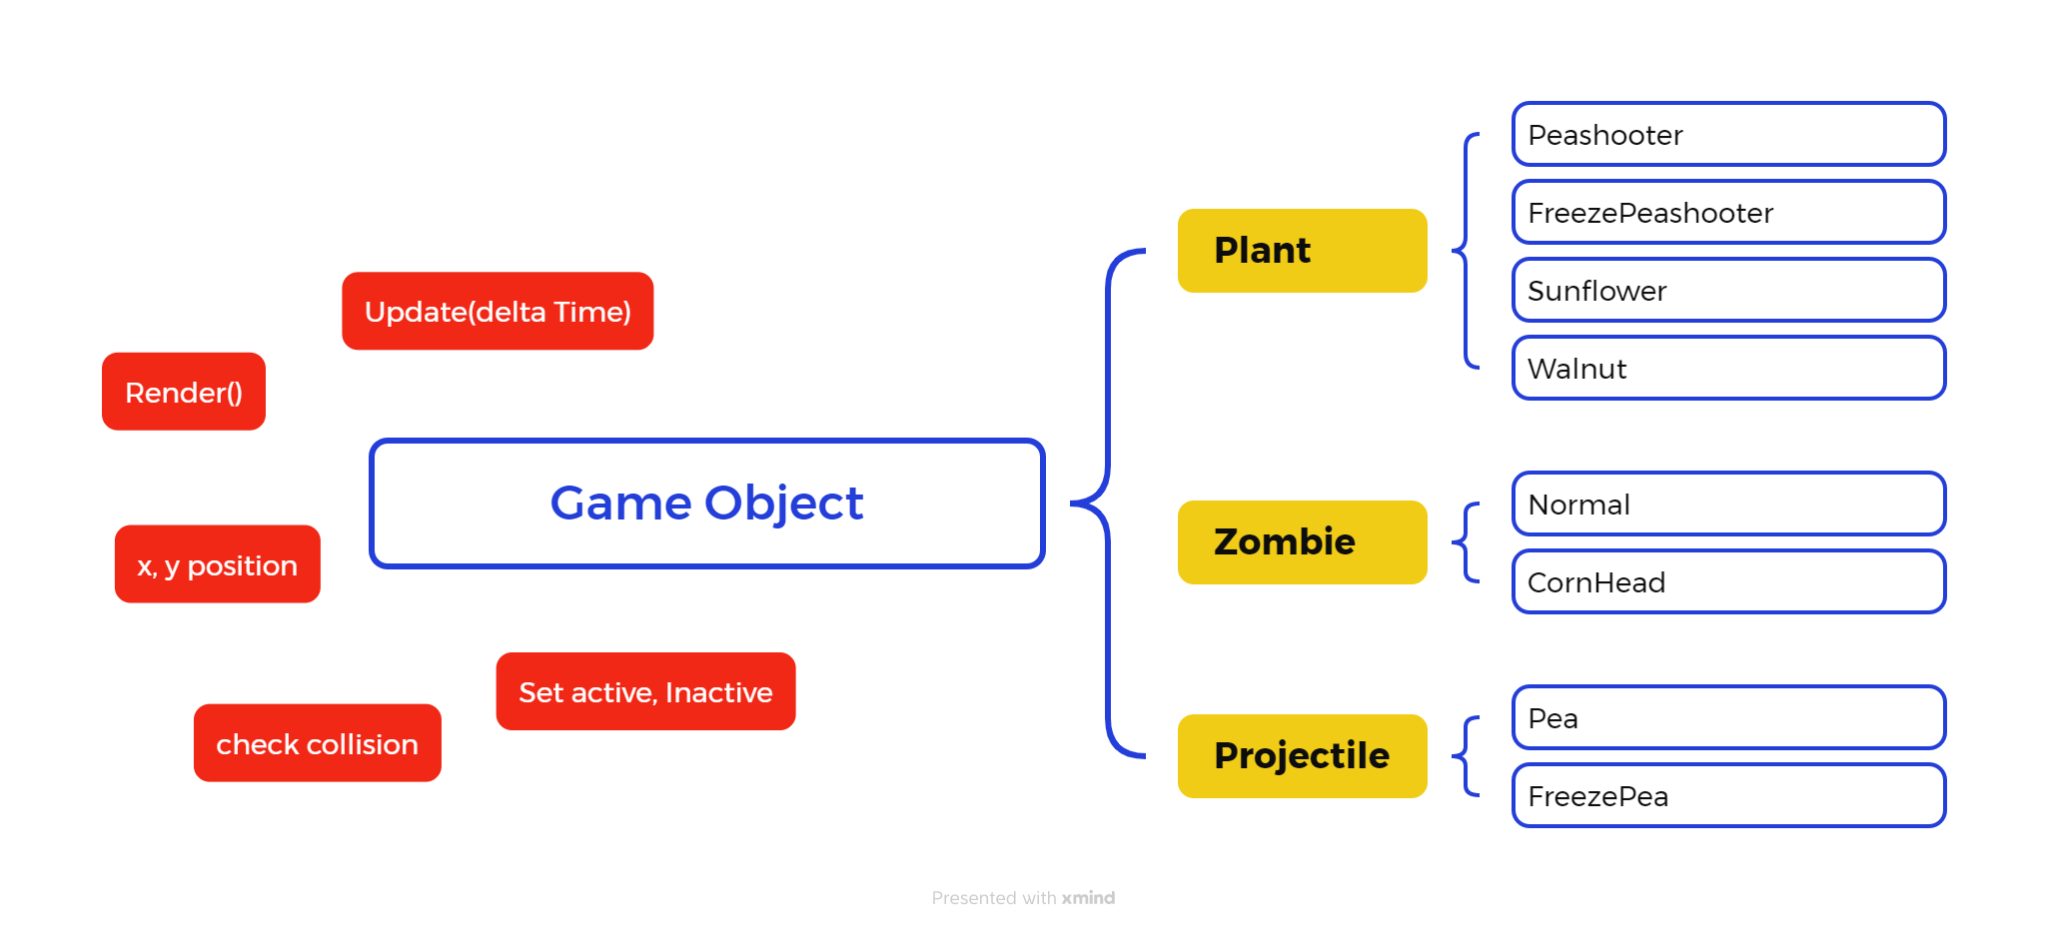 Update(delta Time)
Render()
Game Object
x, y position
Set active, Inactive
check collision
Plant
Peashooter
FreezePeashooter
Sunflower
Walnut
Zombie
Normal
CornHead
Projectile
Pea
FreezePea
Presented with xmind